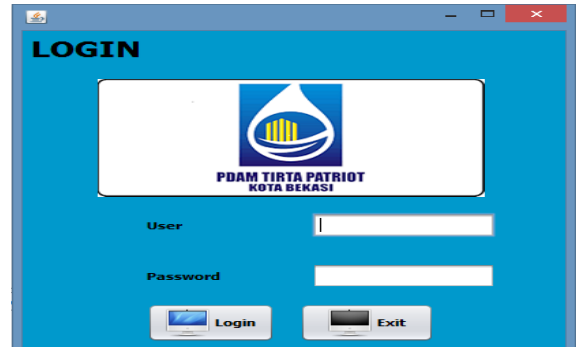 LOGIN
PDAM TIRTA PATRIOT
KOTA BEKASI
User
Password
Login
Exit